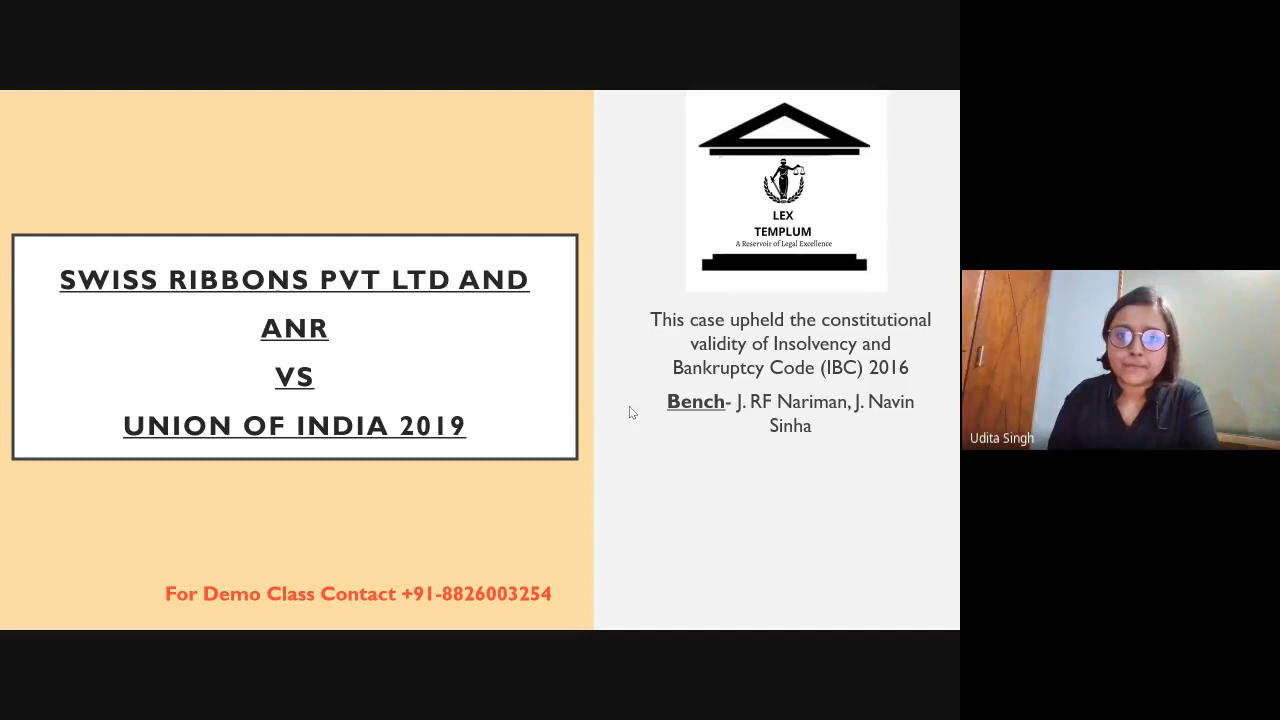 SWISS RIBBONS PVT LTD AND
ANR
VS
UNION OF INDIA 2019
For Demo Class Contact +91-8826003254
LEX
TEMPLUM
A Reservoir of Legal Excellence
This case upheld the constitutional
validity of Insolvency and
Bankruptcy Code (IBC) 2016
Bench- J. RF Nariman, J. Navin
Sinha
Udita Singh